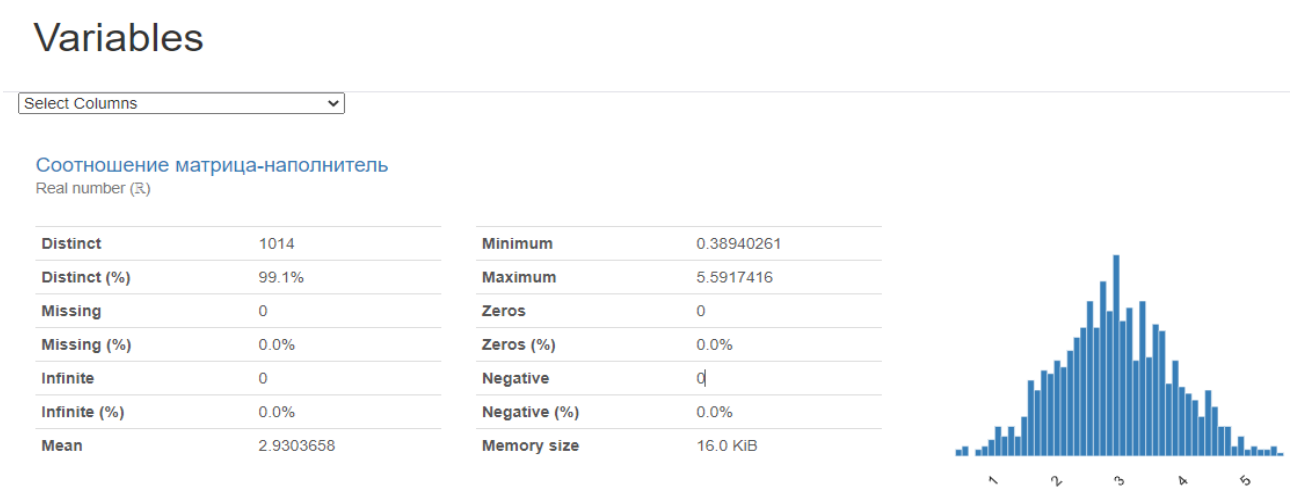 Variables
Select Columns
Соотношение матрица-наполнитель
Real number (ℝ)
Distinct 1014
Distinct (%) 99.1%
Missing 0
Missing (%) 0.0%
Infinite 0
Infinite (%) 0.0%
Mean 2.9303658
Minimum 0.38940261
Maximum 5.5917416
Zeros 0
Zeros (%) 0.0%
Negative 0
Negative (%) 0.0%
Memory size 16.0 KiB
1 2 3 4 5